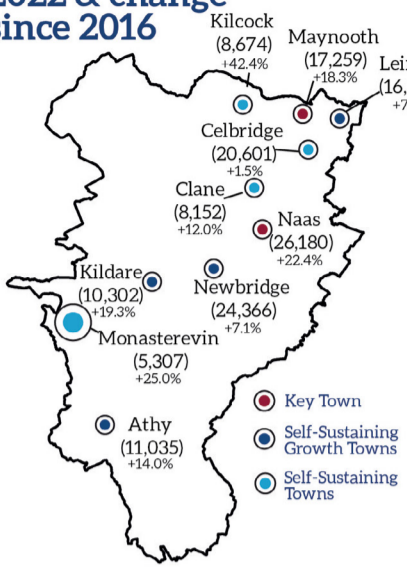 2022 & change
since 2016
Kilcock
(8,674)
+42.4%
Maynooth
(17,259)
+18.3%
Celbridge
(20,601)
+1.5%
Clane
(8,152)
+12.0%
Naas
(26,180)
+22.4%
Kildare
(10,302)
+19.3%
Newbridge
(24,366)
+7.1%
Monasterevin
(5,307)
+25.0%
Athy
(11,035)
+14.0%
Key Town
Self-Sustaining
Growth Towns
Self-Sustaining
Towns